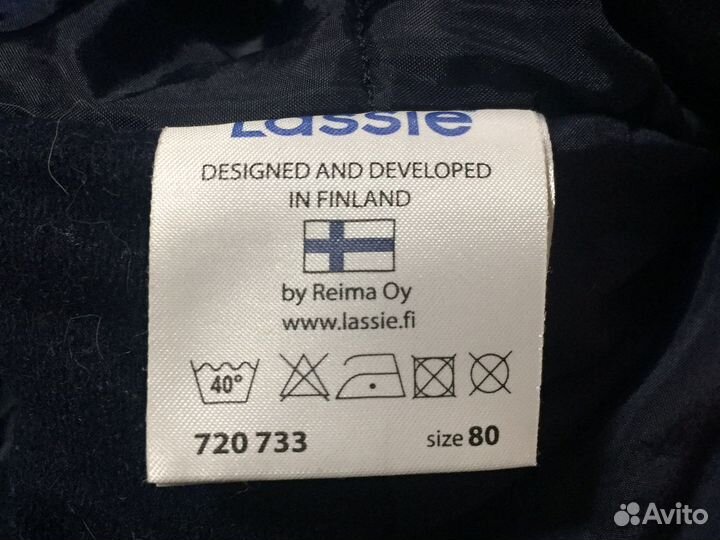 Lassie
DESIGNED AND DEVELOPED
IN FINLAND
by Reima Oy
www.lassie.fi
40°
720 733 size 80
Avito